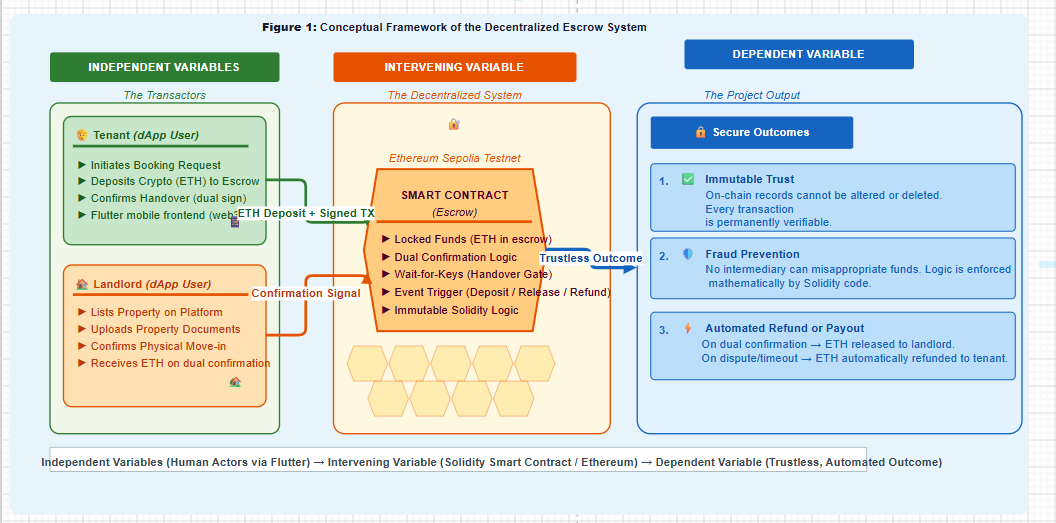 Figure 1: Conceptual Framework of the Decentralized Escrow System
INDEPENDENT VARIABLES
The Transactors
Tenant (dApp User)
► Initiates Booking Request
► Deposits Crypto (ETH) to Escrow
► Confirms Handover (dual sign)
► Flutter mobile frontend (web3
Landlord (dApp User)
► Lists Property on Platform
► Uploads Property Documents
► Confirms Physical Move-in
► Receives ETH on dual confirmation
ETH Deposit + Signed TX
Confirmation Signal
INTERVENING VARIABLE
The Decentralized System
Ethereum Sepolia Testnet
SMART CONTRACT
(Escrow)
► Locked Funds (ETH in escrow)
► Dual Confirmation Logic
► Wait-for-Keys (Handover Gate)
► Event Trigger (Deposit / Release / Refund)
► Immutable Solidity Logic
Trustless Outcome
DEPENDENT VARIABLE
The Project Output
Secure Outcomes
1. Immutable Trust
On-chain records cannot be altered or deleted.
Every transaction
is permanently verifiable.
2. Fraud Prevention
No intermediary can misappropriate funds. Logic is enforced
mathematically by Solidity code.
3. Automated Refund or Payout
On dual confirmation → ETH released to landlord.
On dispute/timeout → ETH automatically refunded to tenant.
Independent Variables (Human Actors via Flutter) → Intervening Variable (Solidity Smart Contract / Ethereum) → Dependent Variable (Trustless, Automated Outcome)